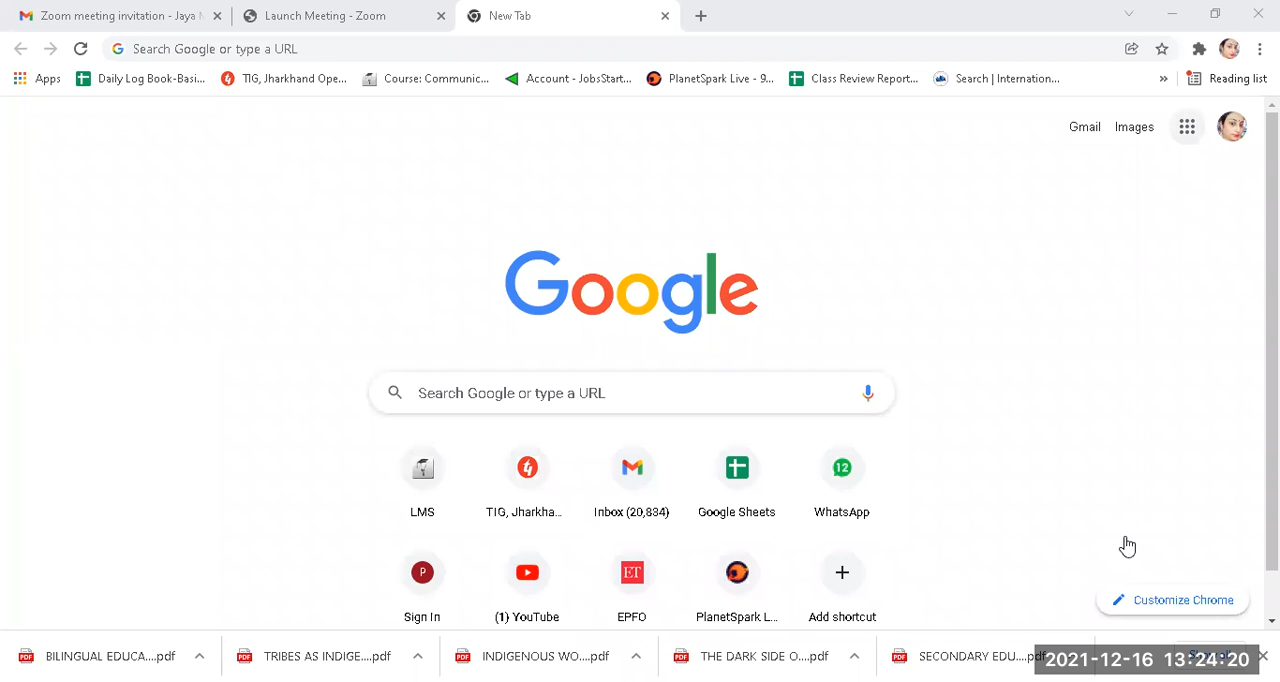 Zoom meeting invitation - Jaya M
Launch Meeting - Zoom
New Tab
Search Google or type a URL
Apps
Daily Log Book-Basi...
TIG, Jharkhand Ope...
Course: Communic...
Account - JobsStart...
PlanetSpark Live - 9...
Class Review Report...
Search | Internation...
»
Reading list
Gmail
Images
Google
Search Google or type a URL
12
LMS
TIG, Jharkha...
Inbox (20,834)
Google Sheets
WhatsApp
P
ET
Sign In
(1) YouTube
EPFO
PlanetSpark L...
Add shortcut
Customize Chrome
BILINGUAL EDUCA....pdf
TRIBES AS INDIGE....pdf
INDIGENOUS WO....pdf
THE DARK SIDE O....pdf
SECONDARY EDU....pdf
2021-12-16 13:24:20